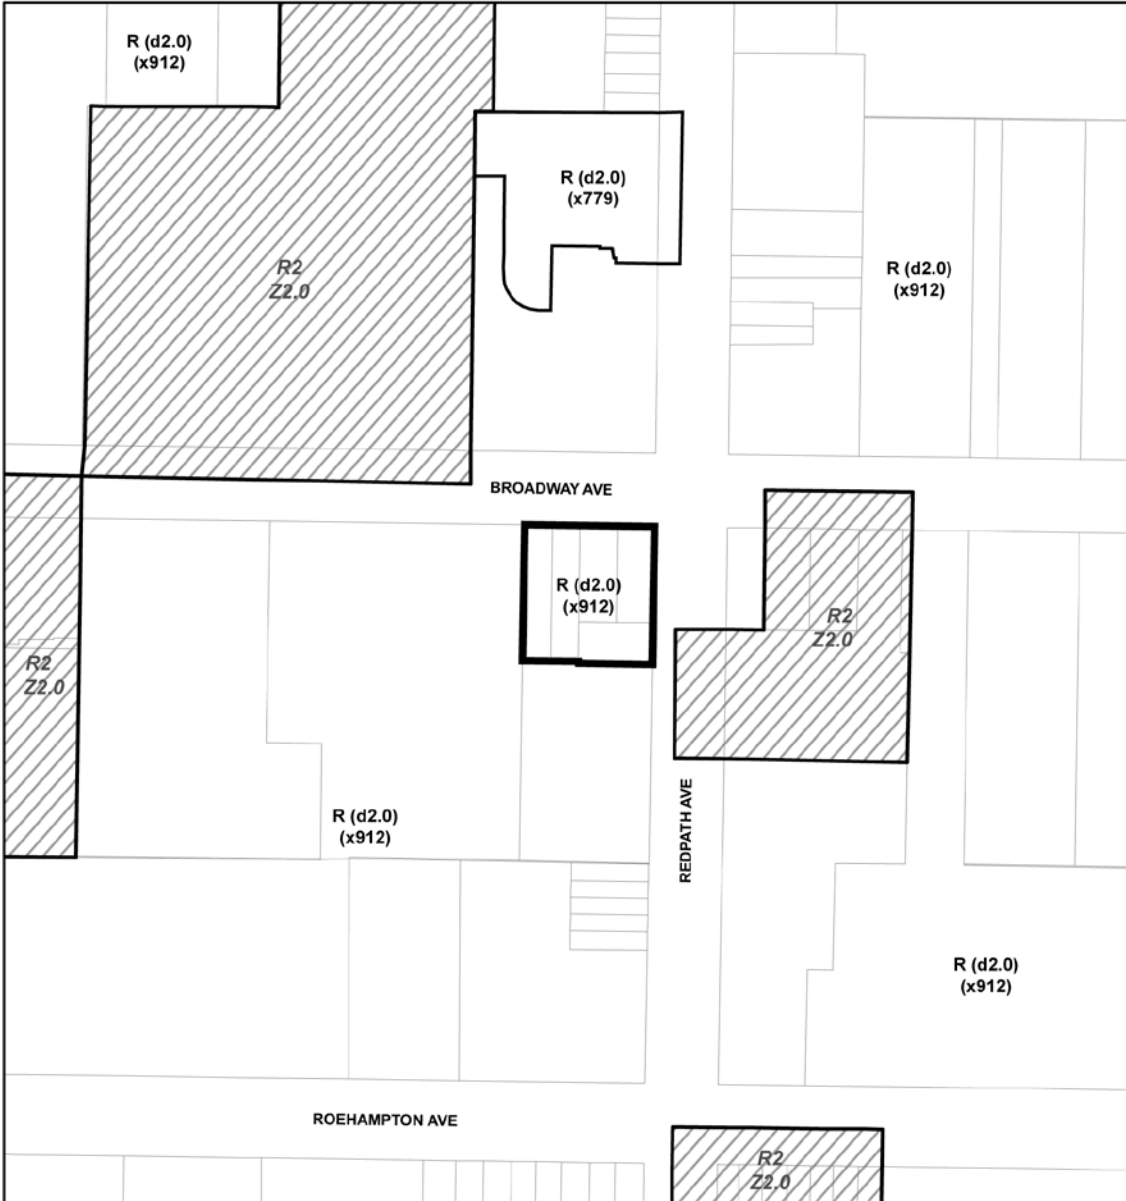 R (d2.0)
(x912)
R (d2.0)
(x779)
R2
Z2.0
R (d2.0)
(x912)
BROADWAY AVE
R (d2.0)
(x912)
R2
Z2.0
R2
Z2.0
R (d2.0)
(x912)
REDPATH AVE
R (d2.0)
(x912)
ROEHAMPTON AVE
R2
Z2.0